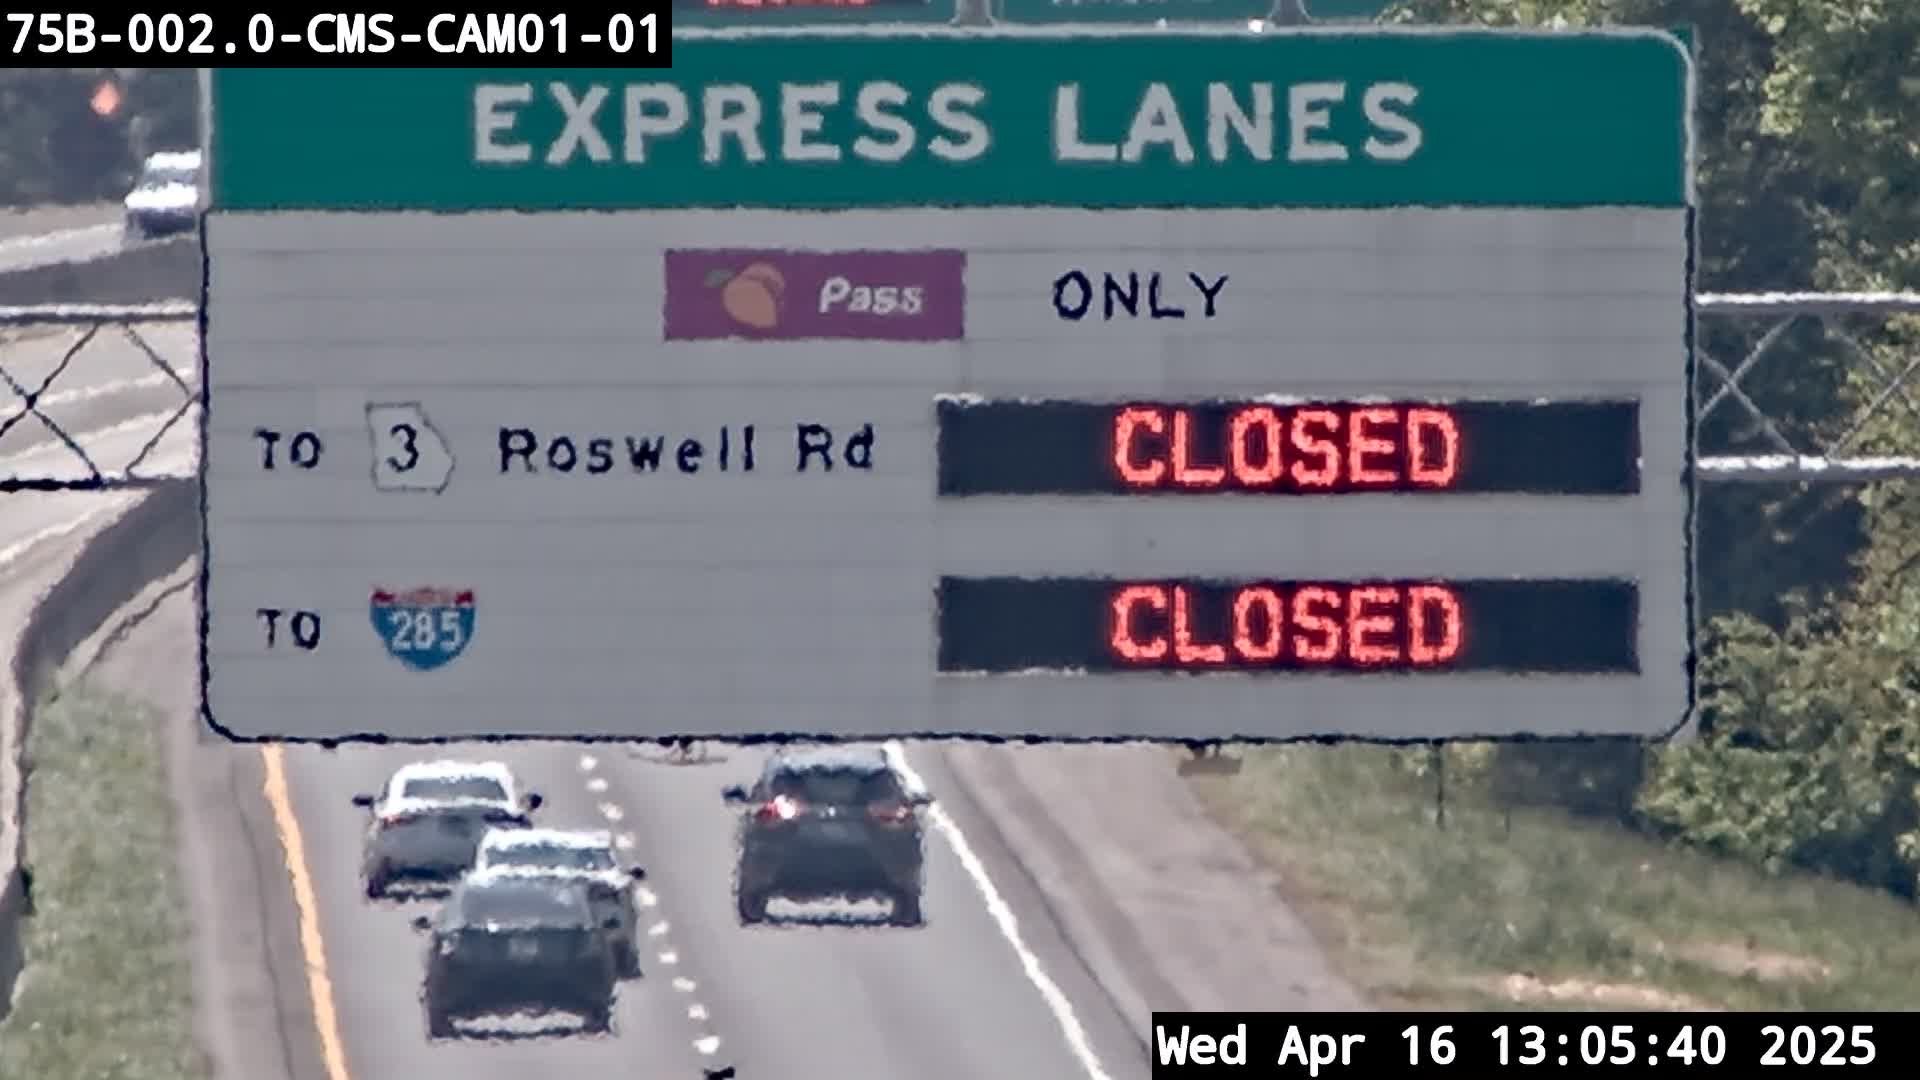 75B-002.0-CMS-CAM01-01
EXPRESS LANES
Pass ONLY
TO 3 Roswell Rd CLOSED
TO 285 CLOSED
Wed Apr 16 13:05:40 2025